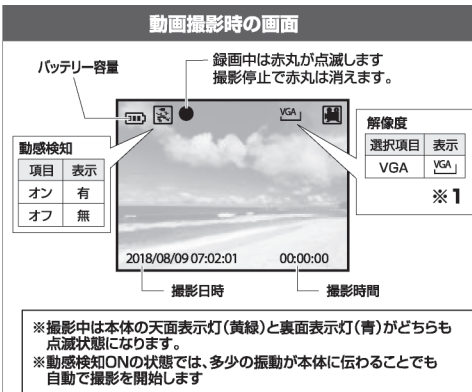 動画撮影時の画面
バッテリー容量
録画中は赤丸が点滅します
撮影停止で赤丸は消えます。
VGA
動感検知
項目 表示
オン 有
オフ 無
解像度
選択項目 表示
VGA VGA
※1
2018/08/09 07:02:01 00:00:00
撮影日時 撮影時間
※撮影中は本体の天面表示灯(黄緑)と裏面表示灯(青)がどちらも
点滅状態になります。
※動感検知ONの状態では、多少の振動が本体に伝わることでも
自動で撮影を開始します